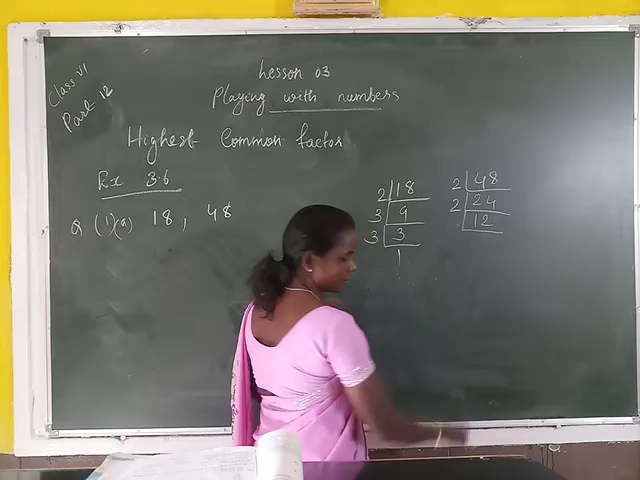 Class VI
Part 12
Lesson 03
Playing with numbers
Highest Common factor
Ex 3.6
Q (1)(a) 18, 48
2 18
3 9
3 3
1
2 48
2 24
12